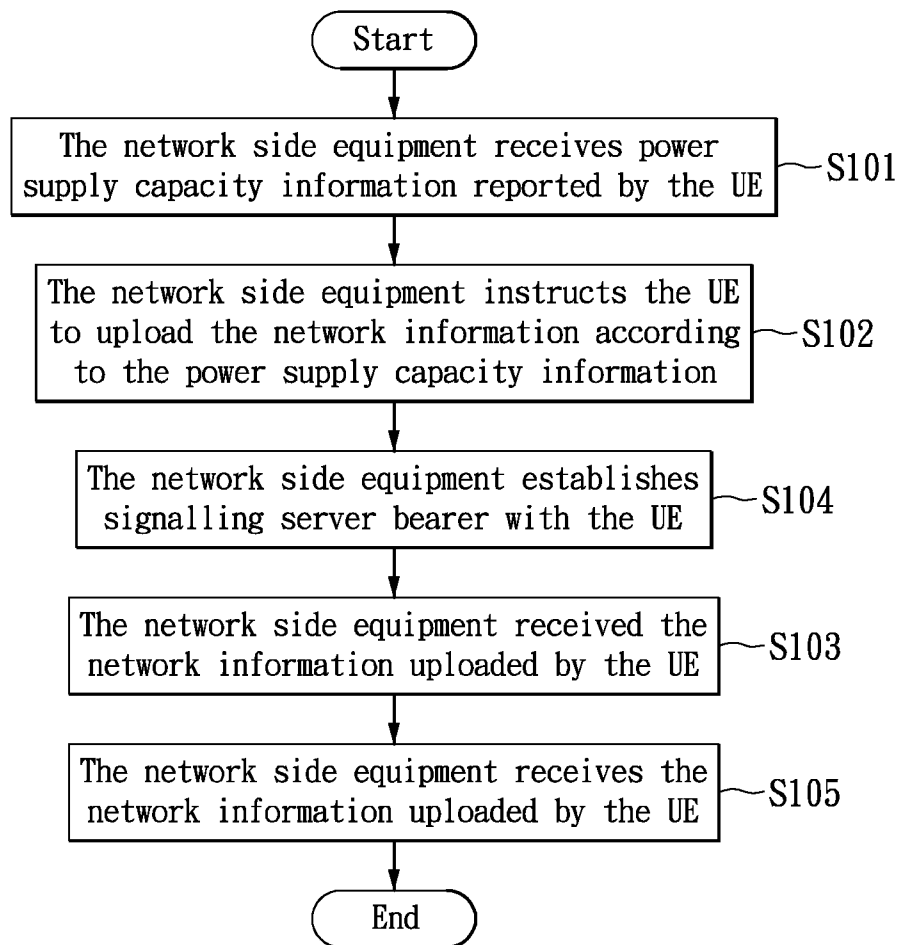 Start
The network side equipment receives power
supply capacity information reported by the UE
S101
The network side equipment instructs the UE
to upload the network information according
to the power supply capacity information
S102
The network side equipment establishes
signalling server bearer with the UE
S104
The network side equipment received the
network information uploaded by the UE
S103
The network side equipment receives the
network information uploaded by the UE
S105
End